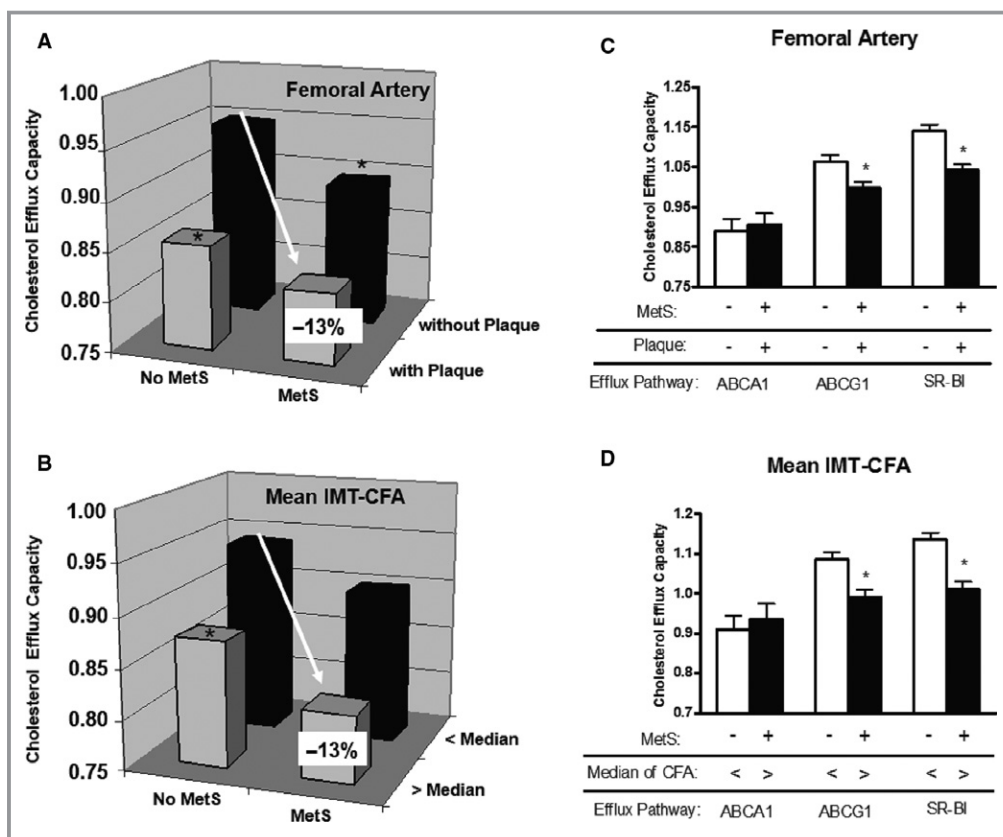 A
Femoral Artery
Cholesterol Efflux Capacity
1.00
0.95
0.90
0.85
0.80
0.75
*
*
–13%
without Plaque
with Plaque
No MetS
MetS
B
Mean IMT-CFA
Cholesterol Efflux Capacity
1.00
0.95
0.90
0.85
0.80
0.75
*
–13%
< Median
> Median
No MetS
MetS
C
Femoral Artery
Cholesterol Efflux Capacity
1.25
1.15
1.05
0.95
0.85
0.75
* *
MetS: - + - + - +
Plaque: - + - + - +
Efflux Pathway: ABCA1 ABCG1 SR-BI
D
Mean IMT-CFA
Cholesterol Efflux Capacity
1.2
1.1
1.0
0.9
0.8
0.7
* *
MetS: - + - + - +
Median of CFA: < > < > < >
Efflux Pathway: ABCA1 ABCG1 SR-BI